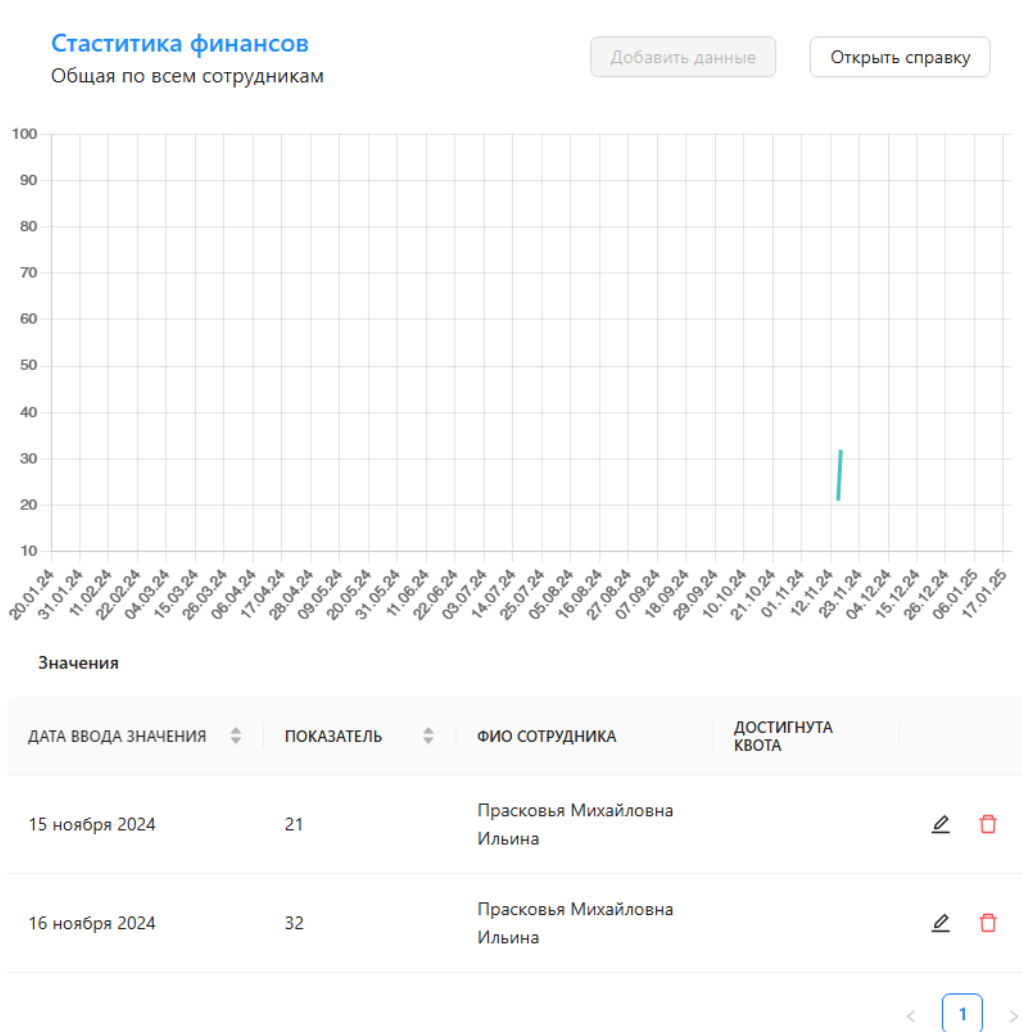 Стаститика финансов
Общая по всем сотрудникам
Добавить данные
Открыть справку
100
90
80
70
60
50
40
30
20
10
20.01.24 31.01.24 11.02.24 22.02.24 04.03.24 15.03.24 26.03.24 06.04.24 17.04.24 28.04.24 09.05.24 20.05.24 31.05.24 11.06.24 22.06.24 03.07.24 14.07.24 25.07.24 05.08.24 16.08.24 27.08.24 07.09.24 18.09.24 29.09.24 10.10.24 21.10.24 01.11.24 12.11.24 23.11.24 04.12.24 15.12.24 26.12.24 06.01.25 17.01.25
Значения
ДАТА ВВОДА ЗНАЧЕНИЯ
ПОКАЗАТЕЛЬ
ФИО СОТРУДНИКА
ДОСТИГНУТА
КВОТА
15 ноября 2024
21
Прасковья Михайловна
Ильина
16 ноября 2024
32
Прасковья Михайловна
Ильина
< 1 >